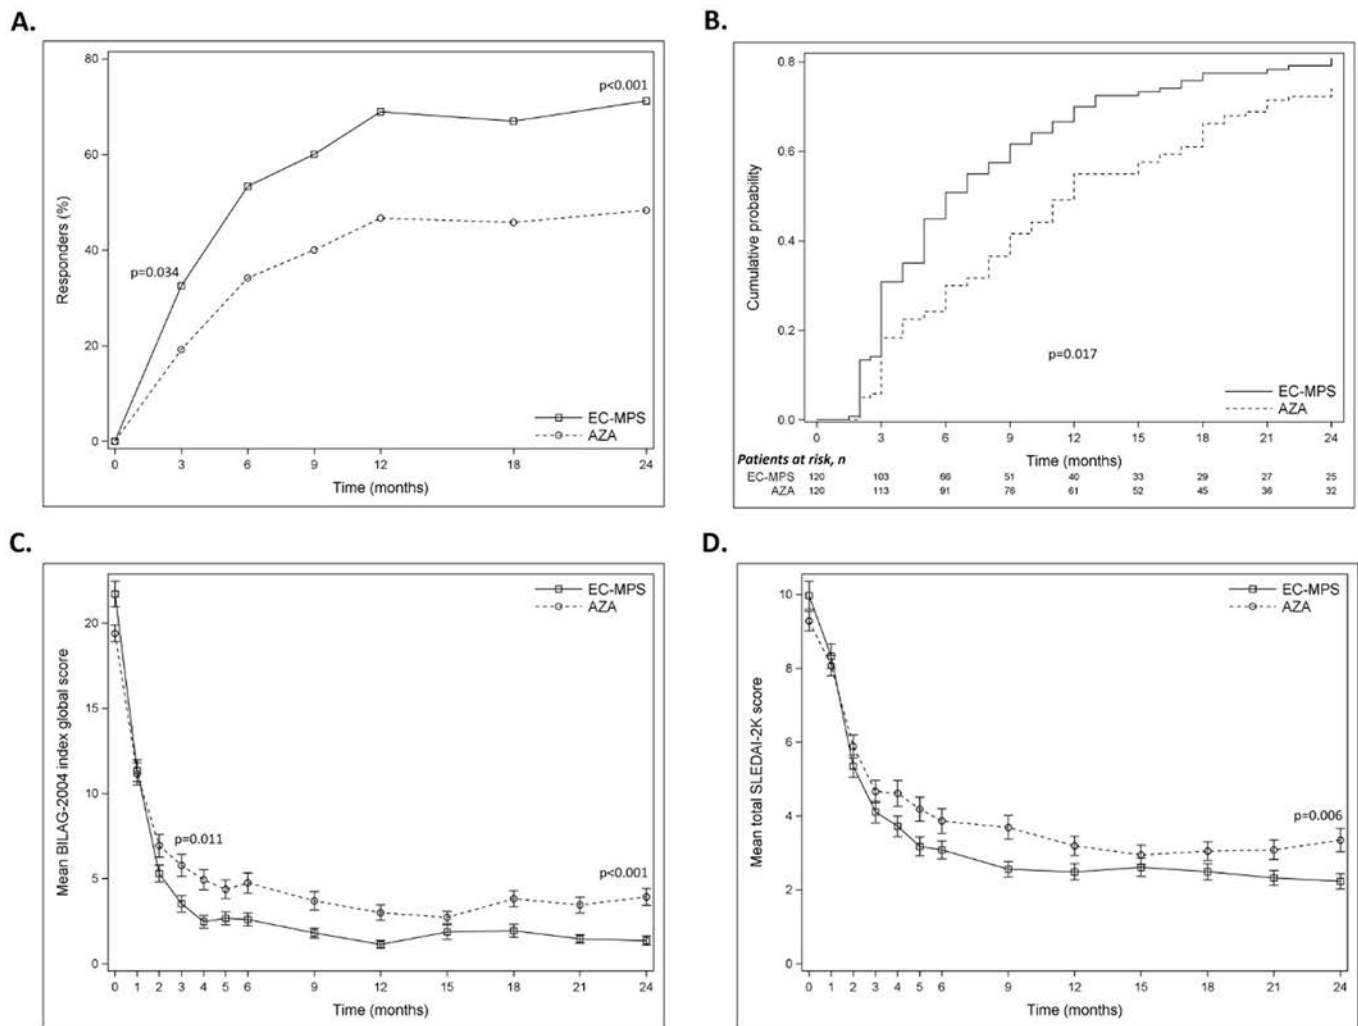 A.
Responders (%)
80
60
40
20
0
p=0.034
p<0.001
EC-MPS
AZA
0 3 6 9 12 18 24
Time (months)
B.
Cumulative probability
0.8
0.6
0.4
0.2
0.0
p=0.017
EC-MPS
AZA
0 3 6 9 12 15 18 21 24
Time (months)
Patients at risk, n
EC-MPS 120 103 66 51 40 33 29 27 25
AZA 120 113 91 76 61 52 45 36 32
C.
Mean BILAG-2004 index global score
20
15
10
5
0
EC-MPS
AZA
p=0.011
p<0.001
0 1 2 3 4 5 6 9 12 15 18 21 24
Time (months)
D.
Mean total SLEDAI-2K score
10
8
6
4
2
0
EC-MPS
AZA
p=0.006
0 1 2 3 4 5 6 9 12 15 18 21 24
Time (months)